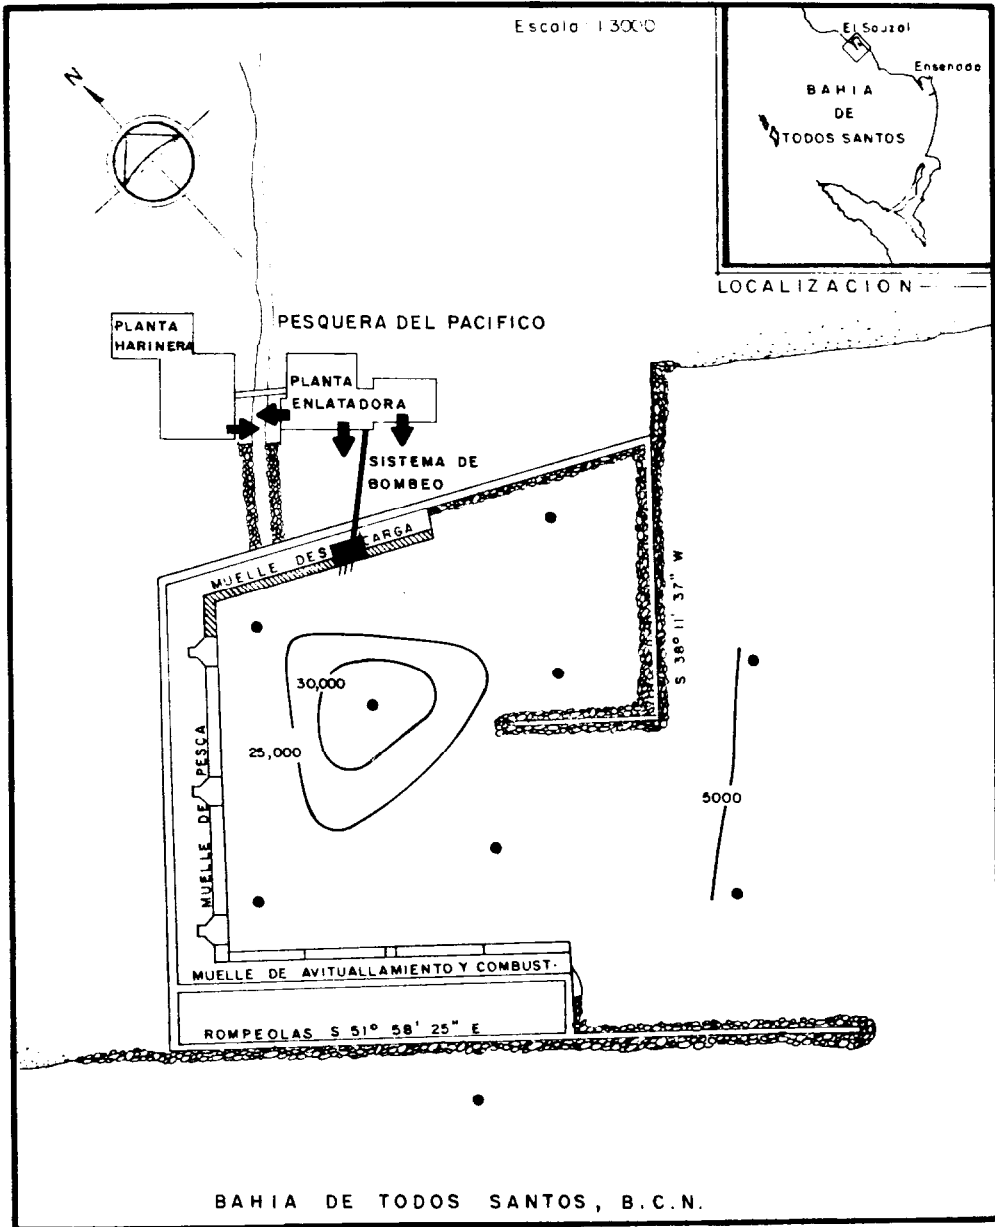 Escala 1:3000
El Sauzal
Ensenada
BAHIA
DE
TODOS SANTOS
LOCALIZACION
N
PESQUERA DEL PACIFICO
PLANTA
HARINERA
PLANTA
ENLATADORA
SISTEMA DE
BOMBEO
MUELLE DESCARGA
S 38° 11' 37" W
30,000
25,000
5000
MUELLE DE PESCA
MUELLE DE AVITUALLAMIENTO Y COMBUST.
ROMPEOLAS S 51° 58' 25" E
BAHIA DE TODOS SANTOS, B.C.N.